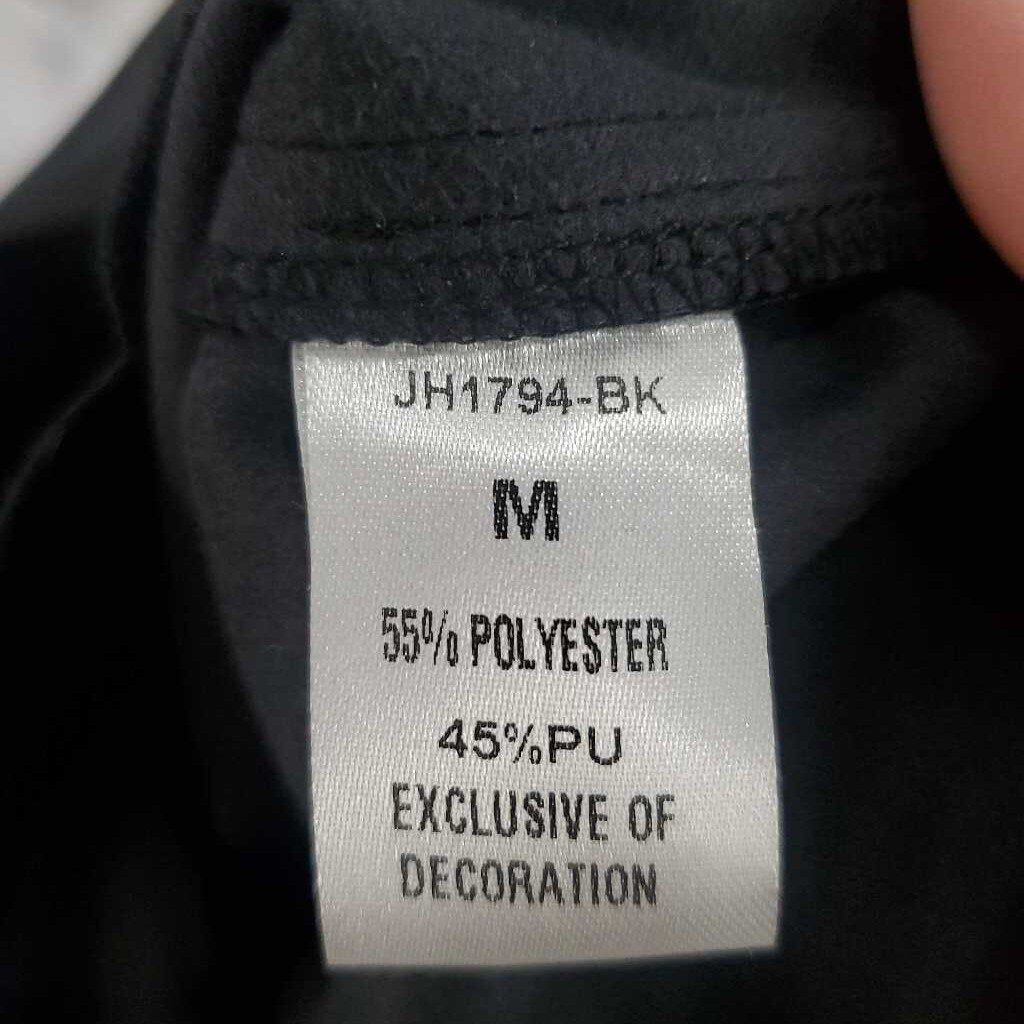 JH1794-BK
M
55% POLYESTER
45%PU
EXCLUSIVE OF
DECORATION